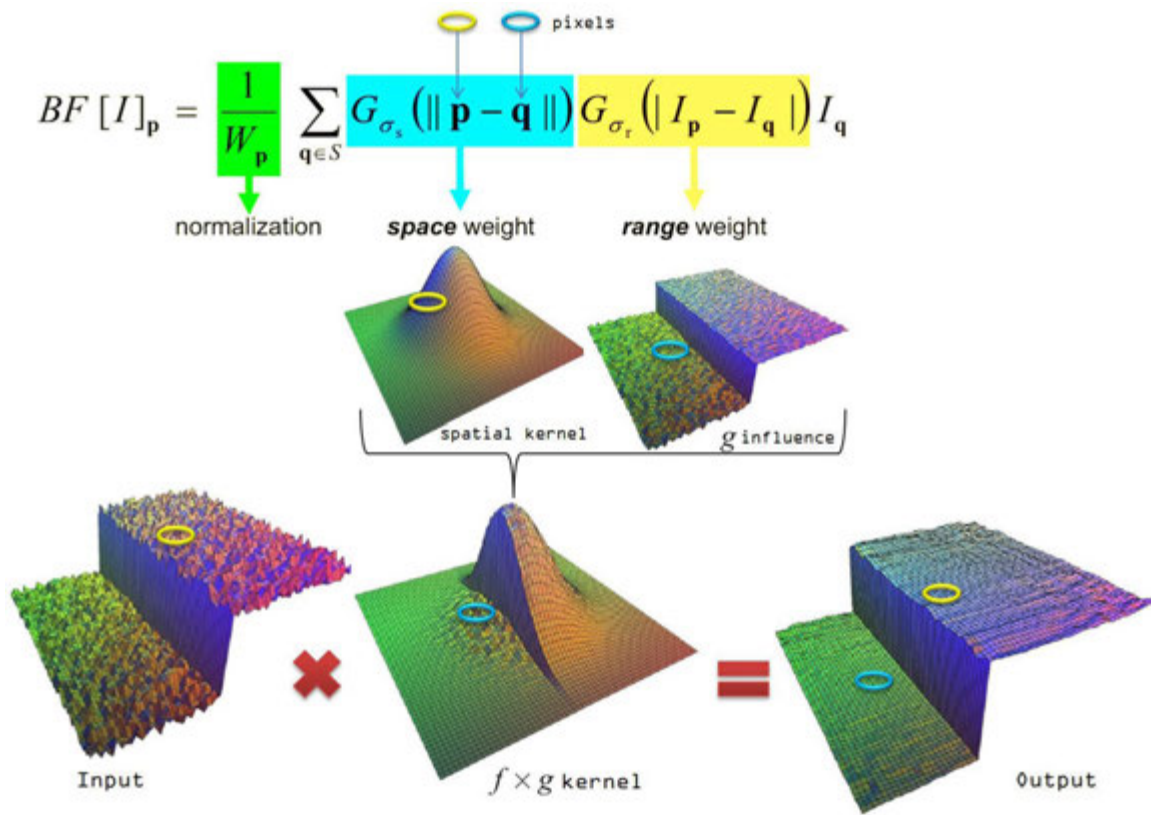 pixels
BF [I]p = 1/Wp ∑q∈S Gσs (|| p − q ||) Gσr (| Ip − Iq |) Iq
normalization space weight range weight
spatial kernel g influence
Input f × g kernel Output